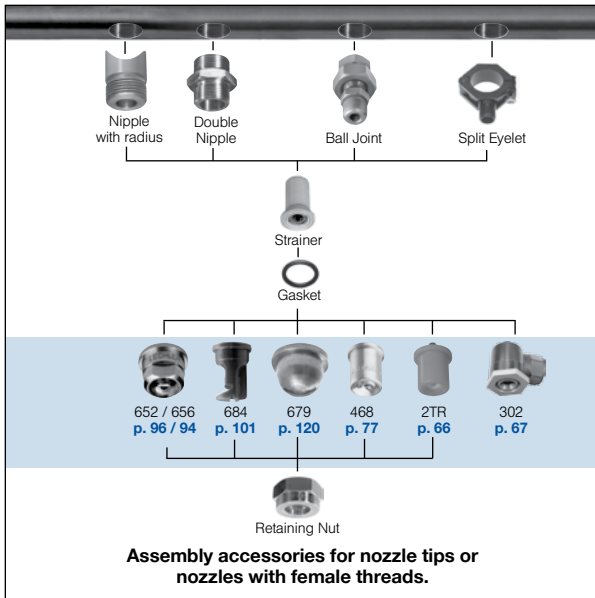 Nipple
with radius
Double
Nipple
Ball Joint
Split Eyelet
Strainer
Gasket
652 / 656
p. 96 / 94
684
p. 101
679
p. 120
468
p. 77
2TR
p. 66
302
p. 67
Retaining Nut
Assembly accessories for nozzle tips or
nozzles with female threads.